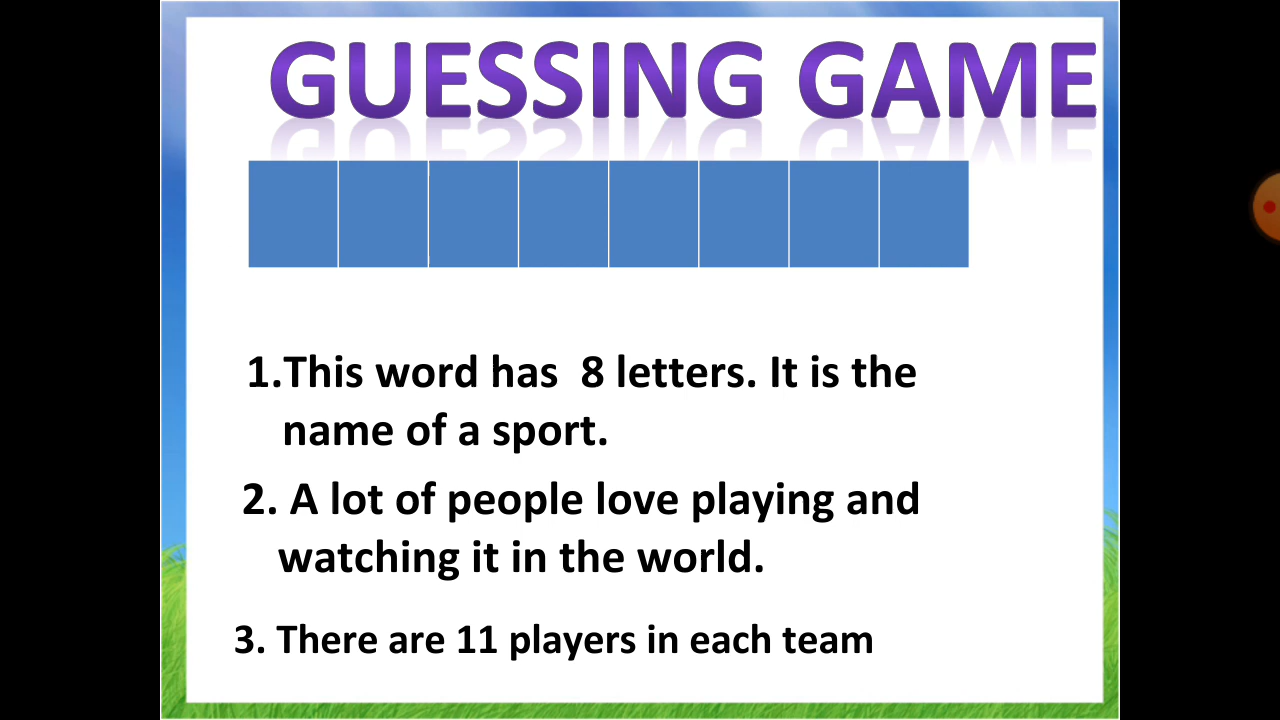 GUESSING GAME
1.This word has  8 letters. It is the
name of a sport.
2. A lot of people love playing and
watching it in the world.
3. There are 11 players in each team